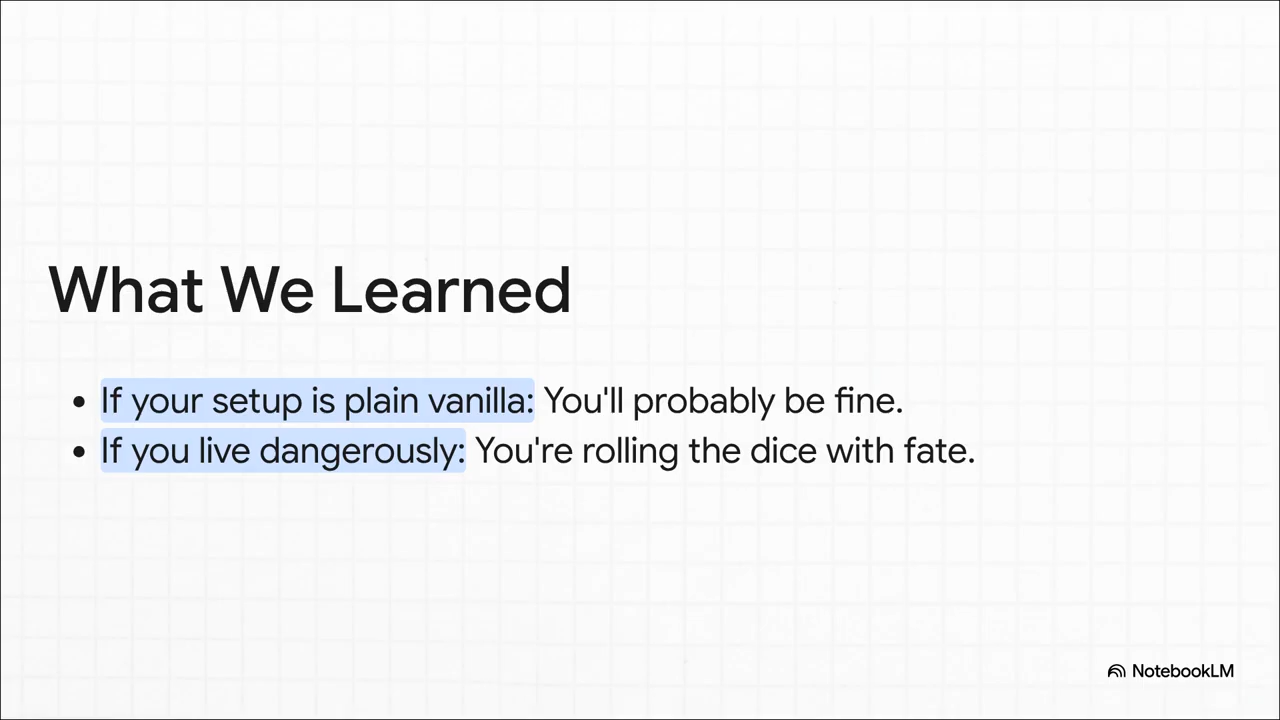 What We Learned
• If your setup is plain vanilla: You'll probably be fine.
• If you live dangerously: You're rolling the dice with fate.
NotebookLM